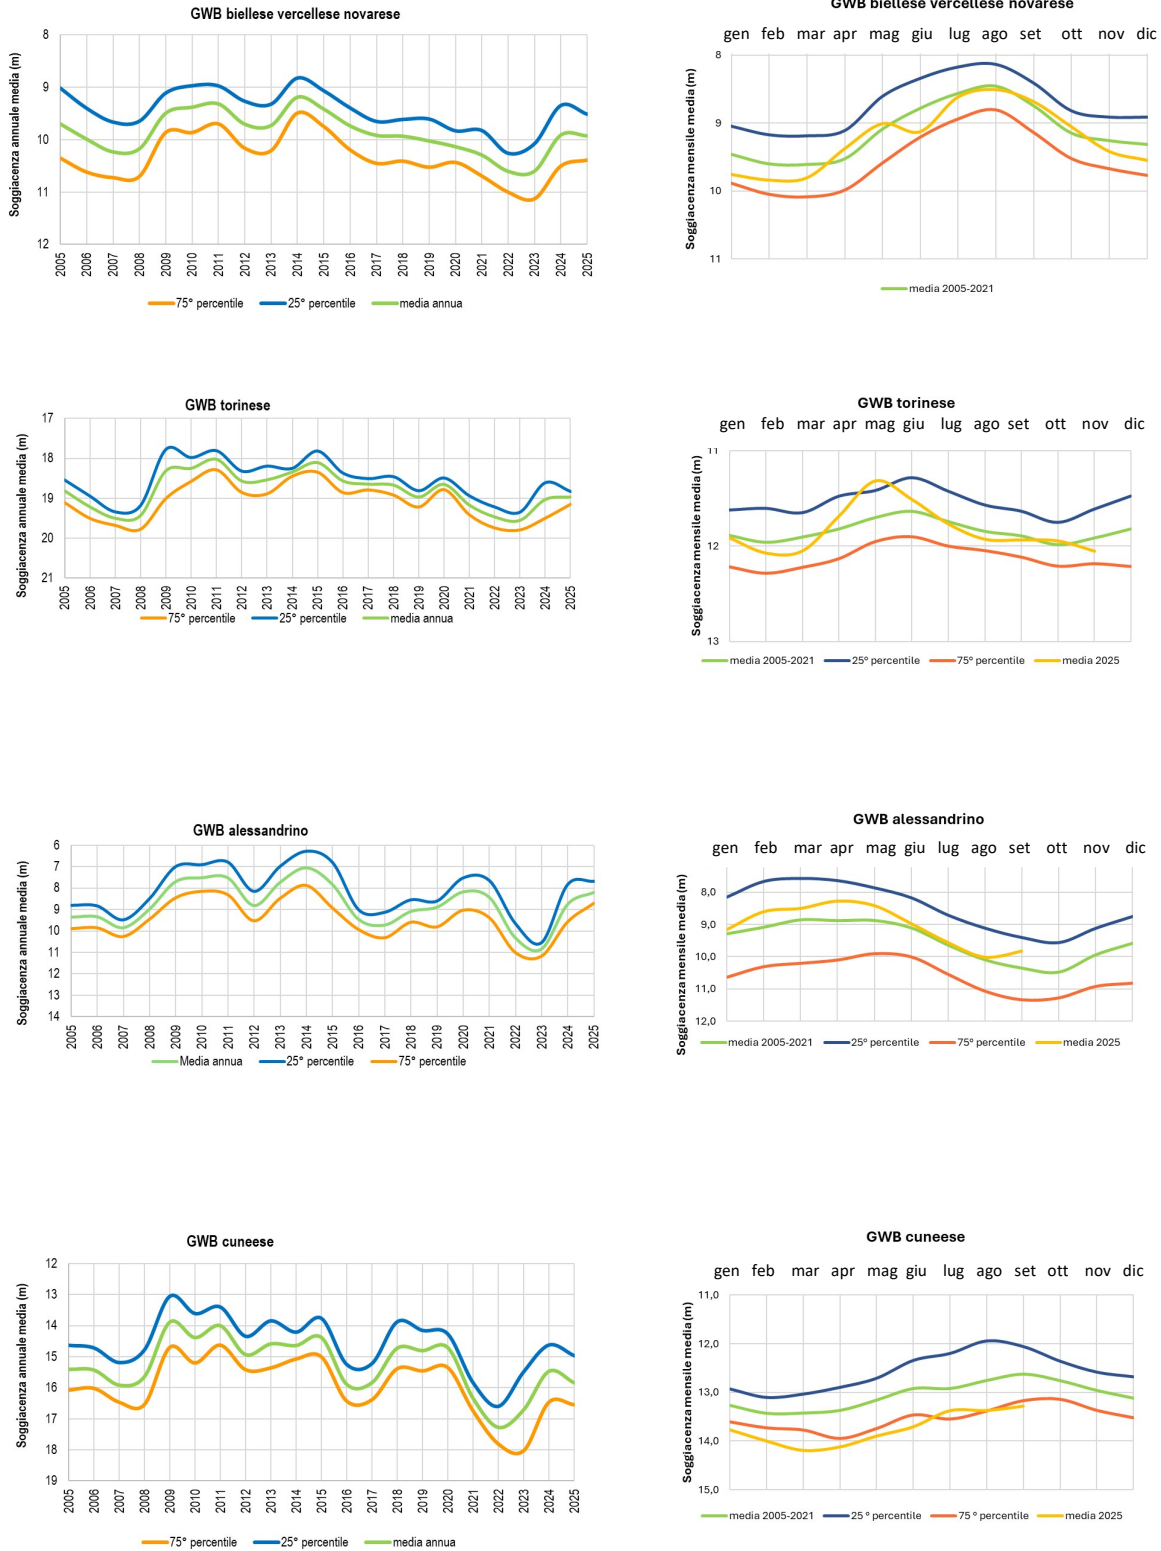 GWB biellese vercellese novarese
Soggiacenza annuale media (m)
8
9
10
11
12
2005 2006 2007 2008 2009 2010 2011 2012 2013 2014 2015 2016 2017 2018 2019 2020 2021 2022 2023 2024 2025
75° percentile 25° percentile media annua
GWB biellese vercellese novarese
gen feb mar apr mag giu lug ago set ott nov dic
Soggiacenza mensile media (m)
8
9
10
11
media 2005-2021
GWB torinese
Soggiacenza annuale media (m)
17
18
19
20
21
2005 2006 2007 2008 2009 2010 2011 2012 2013 2014 2015 2016 2017 2018 2019 2020 2021 2022 2023 2024 2025
75° percentile 25° percentile media annua
GWB torinese
gen feb mar apr mag giu lug ago set ott nov dic
Soggiacenza mensile media (m)
11
12
13
media 2005-2021 25° percentile 75° percentile media 2025
GWB alessandrino
Soggiacenza annuale media (m)
6
7
8
9
10
11
12
13
14
2005 2006 2007 2008 2009 2010 2011 2012 2013 2014 2015 2016 2017 2018 2019 2020 2021 2022 2023 2024 2025
Media annua 25° percentile 75° percentile
GWB alessandrino
gen feb mar apr mag giu lug ago set ott nov dic
Soggiacenza mensile media (m)
8,0
9,0
10,0
11,0
12,0
media 2005-2021 25° percentile 75° percentile media 2025
GWB cuneese
Soggiacenza annuale media (m)
12
13
14
15
16
17
18
19
2005 2006 2007 2008 2009 2010 2011 2012 2013 2014 2015 2016 2017 2018 2019 2020 2021 2022 2023 2024 2025
75° percentile 25° percentile media annua
GWB cuneese
gen feb mar apr mag giu lug ago set ott nov dic
Soggiacenza mensile media (m)
11,0
12,0
13,0
14,0
15,0
media 2005-2021 25 ° percentile 75 ° percentile media 2025